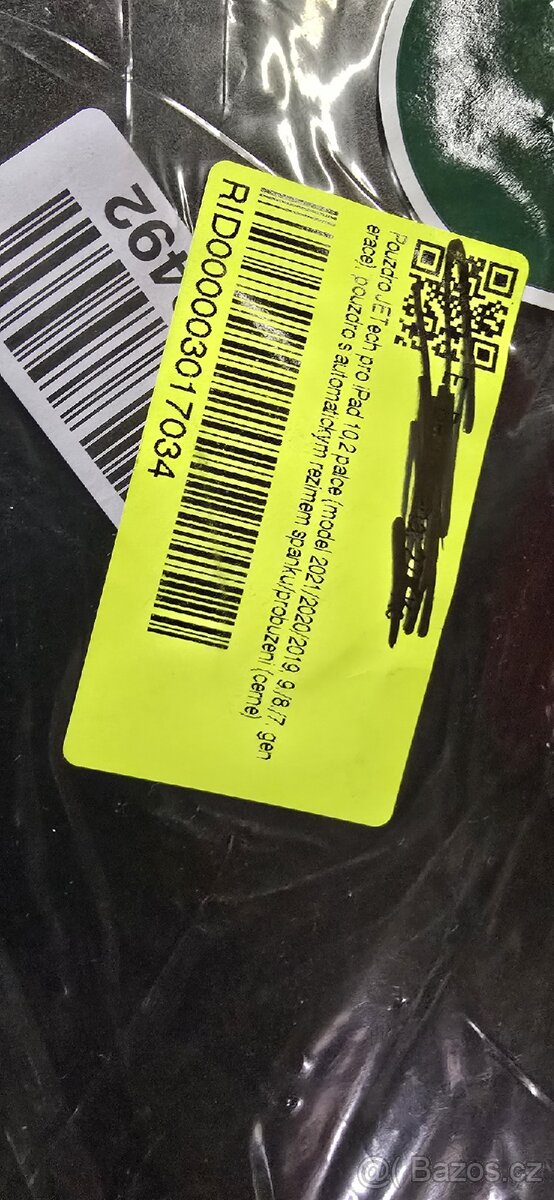 Pouzdro JETech pro iPad 10,2 palce (model 2021/2020/2019, 9./8./7. gen
erace), pouzdro s automatickým režimem spánku/probuzení (černé)
RID000003017034
492
@( Bazos.cz